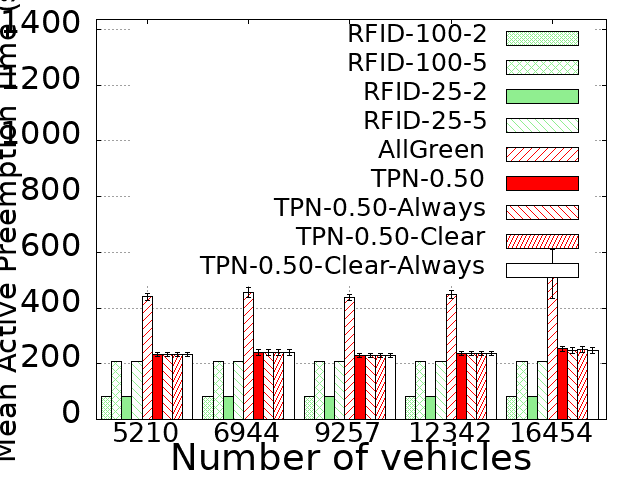 Mean Active Preemption Time (s
1400
1200
1000
800
600
400
200
0
RFID-100-2
RFID-100-5
RFID-25-2
RFID-25-5
AllGreen
TPN-0.50
TPN-0.50-Always
TPN-0.50-Clear
TPN-0.50-Clear-Always
5210 6944 9257 12342 16454
Number of vehicles